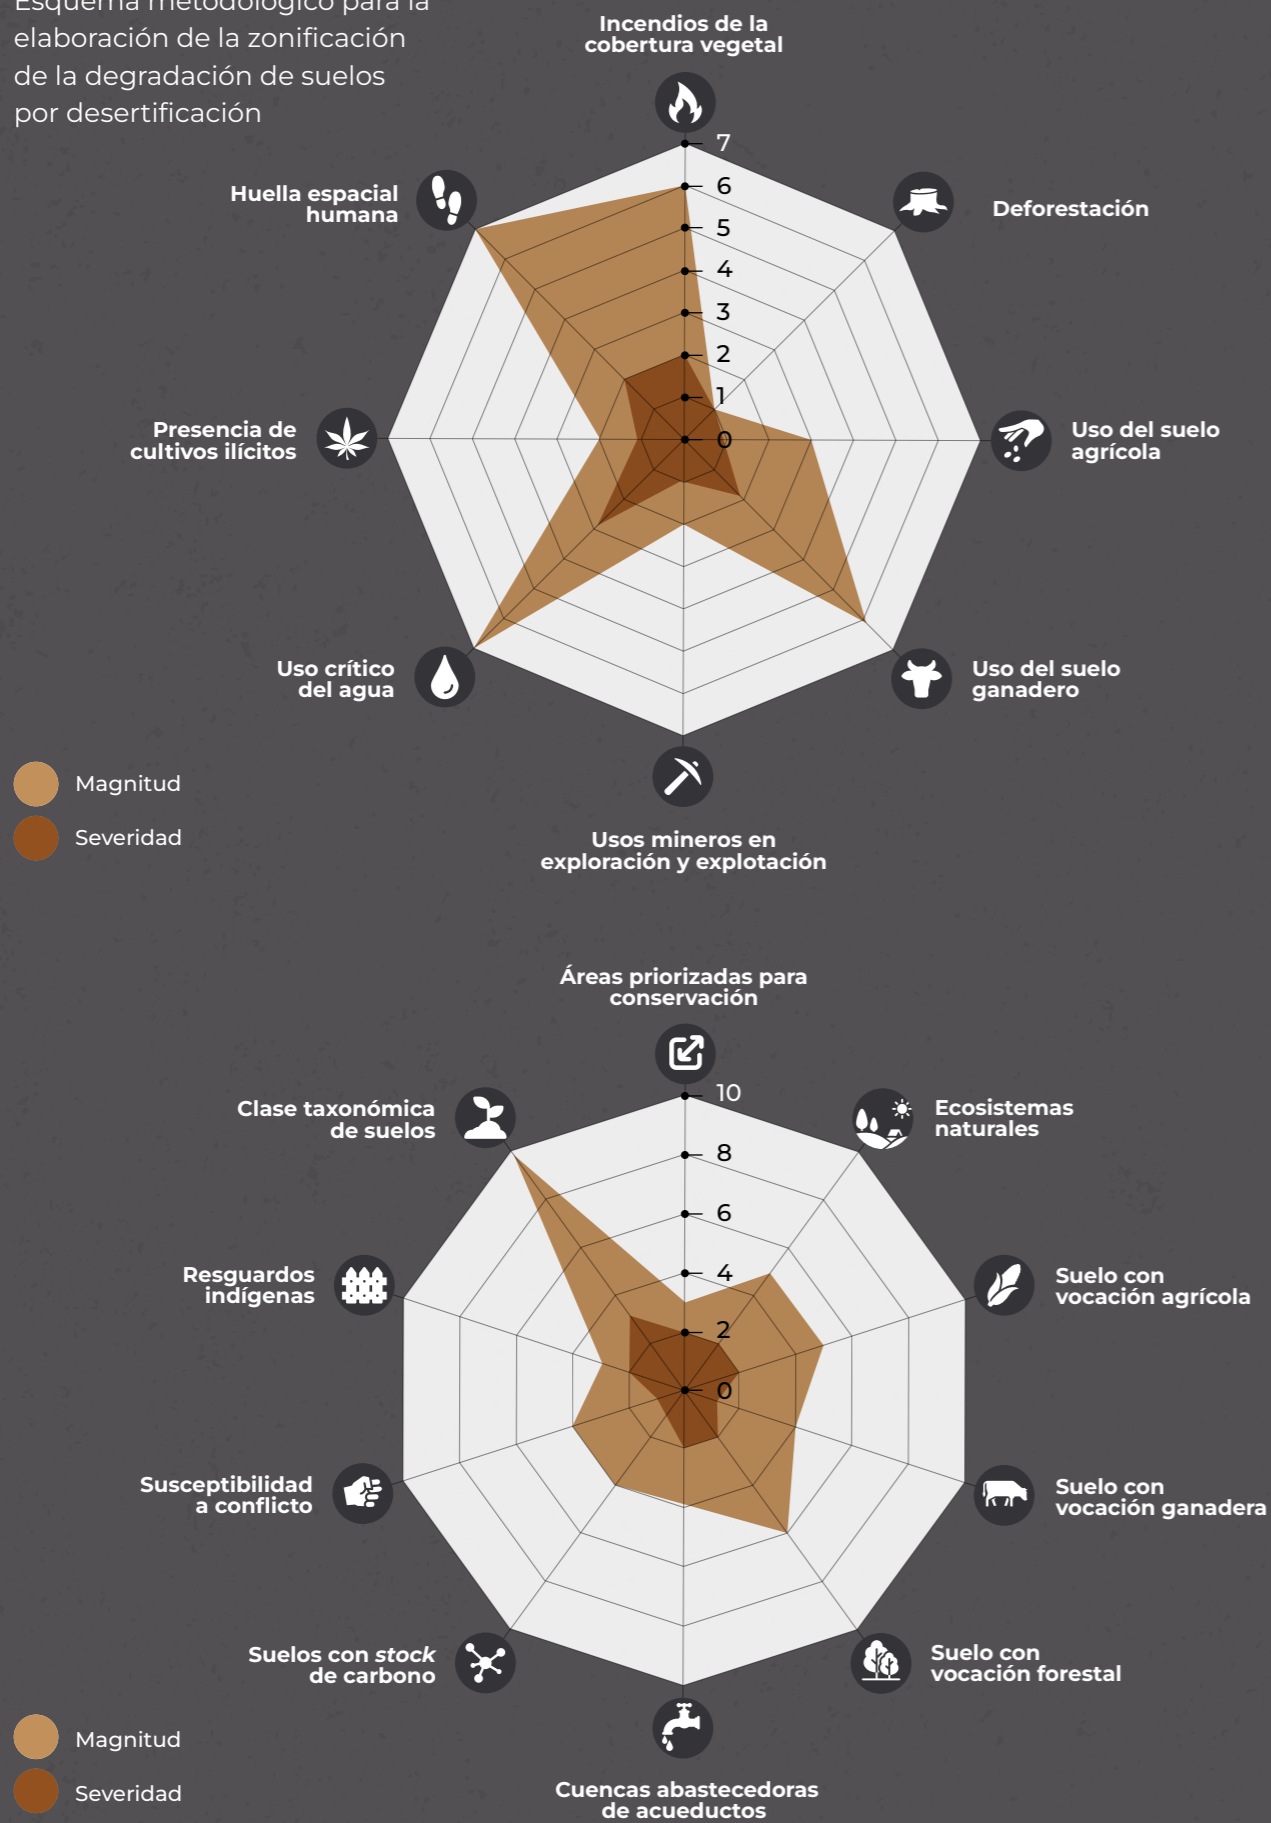 Esquema metodológico para la
elaboración de la zonificación
de la degradación de suelos
por desertificación
Incendios de la
cobertura vegetal
Huella espacial
humana
Deforestación
7
6
5
4
3
2
1
0
Presencia de
cultivos ilícitos
Uso del suelo
agrícola
Uso crítico
del agua
Uso del suelo
ganadero
Usos mineros en
exploración y explotación
Magnitud
Severidad
Áreas priorizadas para
conservación
Clase taxonómica
de suelos
Ecosistemas
naturales
10
8
6
4
2
0
Resguardos
indígenas
Suelo con
vocación agrícola
Susceptibilidad
a conflicto
Suelo con
vocación ganadera
Suelos con stock
de carbono
Suelo con
vocación forestal
Cuencas abastecedoras
de acueductos
Magnitud
Severidad